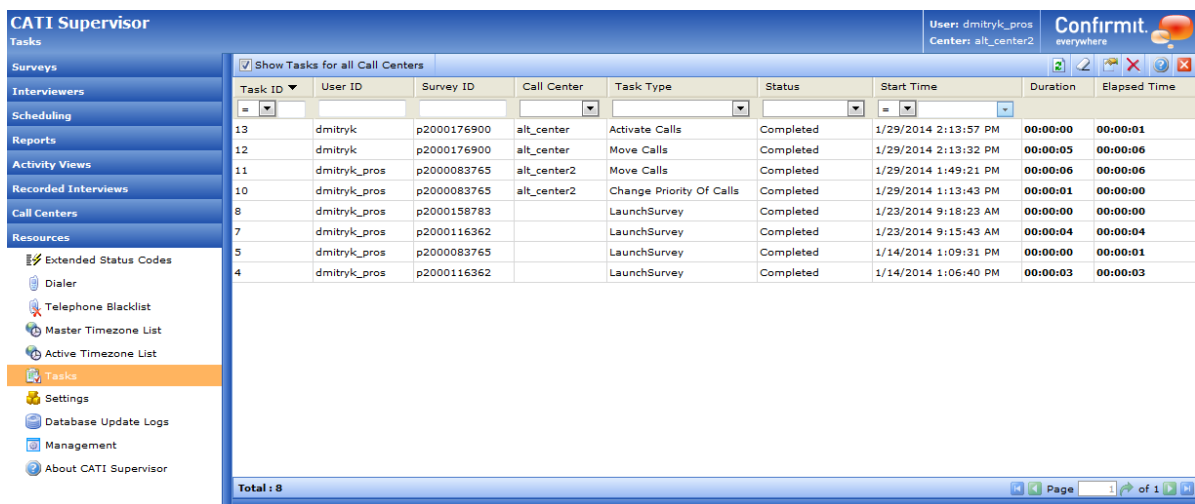 CATI Supervisor
Tasks
User: dmitryk_pros
Center: alt_center2
Confirmit.
everywhere
Surveys
Interviewers
Scheduling
Reports
Activity Views
Recorded Interviews
Call Centers
Resources
Extended Status Codes
Dialer
Telephone Blacklist
Master Timezone List
Active Timezone List
Tasks
Settings
Database Update Logs
Management
About CATI Supervisor
Show Tasks for all Call Centers
Task ID User ID Survey ID Call Center Task Type Status Start Time Duration Elapsed Time
= =
13 dmitryk p2000176900 alt_center Activate Calls Completed 1/29/2014 2:13:57 PM 00:00:00 00:00:01
12 dmitryk p2000176900 alt_center Move Calls Completed 1/29/2014 2:13:32 PM 00:00:05 00:00:06
11 dmitryk_pros p2000083765 alt_center2 Move Calls Completed 1/29/2014 1:49:21 PM 00:00:06 00:00:06
10 dmitryk_pros p2000083765 alt_center2 Change Priority Of Calls Completed 1/29/2014 1:13:43 PM 00:00:01 00:00:00
8 dmitryk_pros p2000158783 LaunchSurvey Completed 1/23/2014 9:18:23 AM 00:00:00 00:00:00
7 dmitryk_pros p2000116362 LaunchSurvey Completed 1/23/2014 9:15:43 AM 00:00:04 00:00:04
5 dmitryk_pros p2000083765 LaunchSurvey Completed 1/14/2014 1:09:31 PM 00:00:00 00:00:01
4 dmitryk_pros p2000116362 LaunchSurvey Completed 1/14/2014 1:06:40 PM 00:00:03 00:00:03
Total : 8
Page 1 of 1